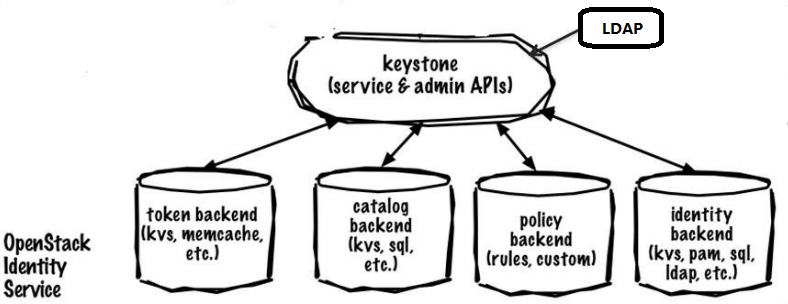 LDAP
keystone
(service & admin APIs)
token backend
(kvs, memcache,
etc.)
catalog
backend
(kvs, sql,
etc.)
policy
backend
(rules, custom)
identity
backend
(kvs, pam, sql,
ldap, etc.)
OpenStack
Identity
Service